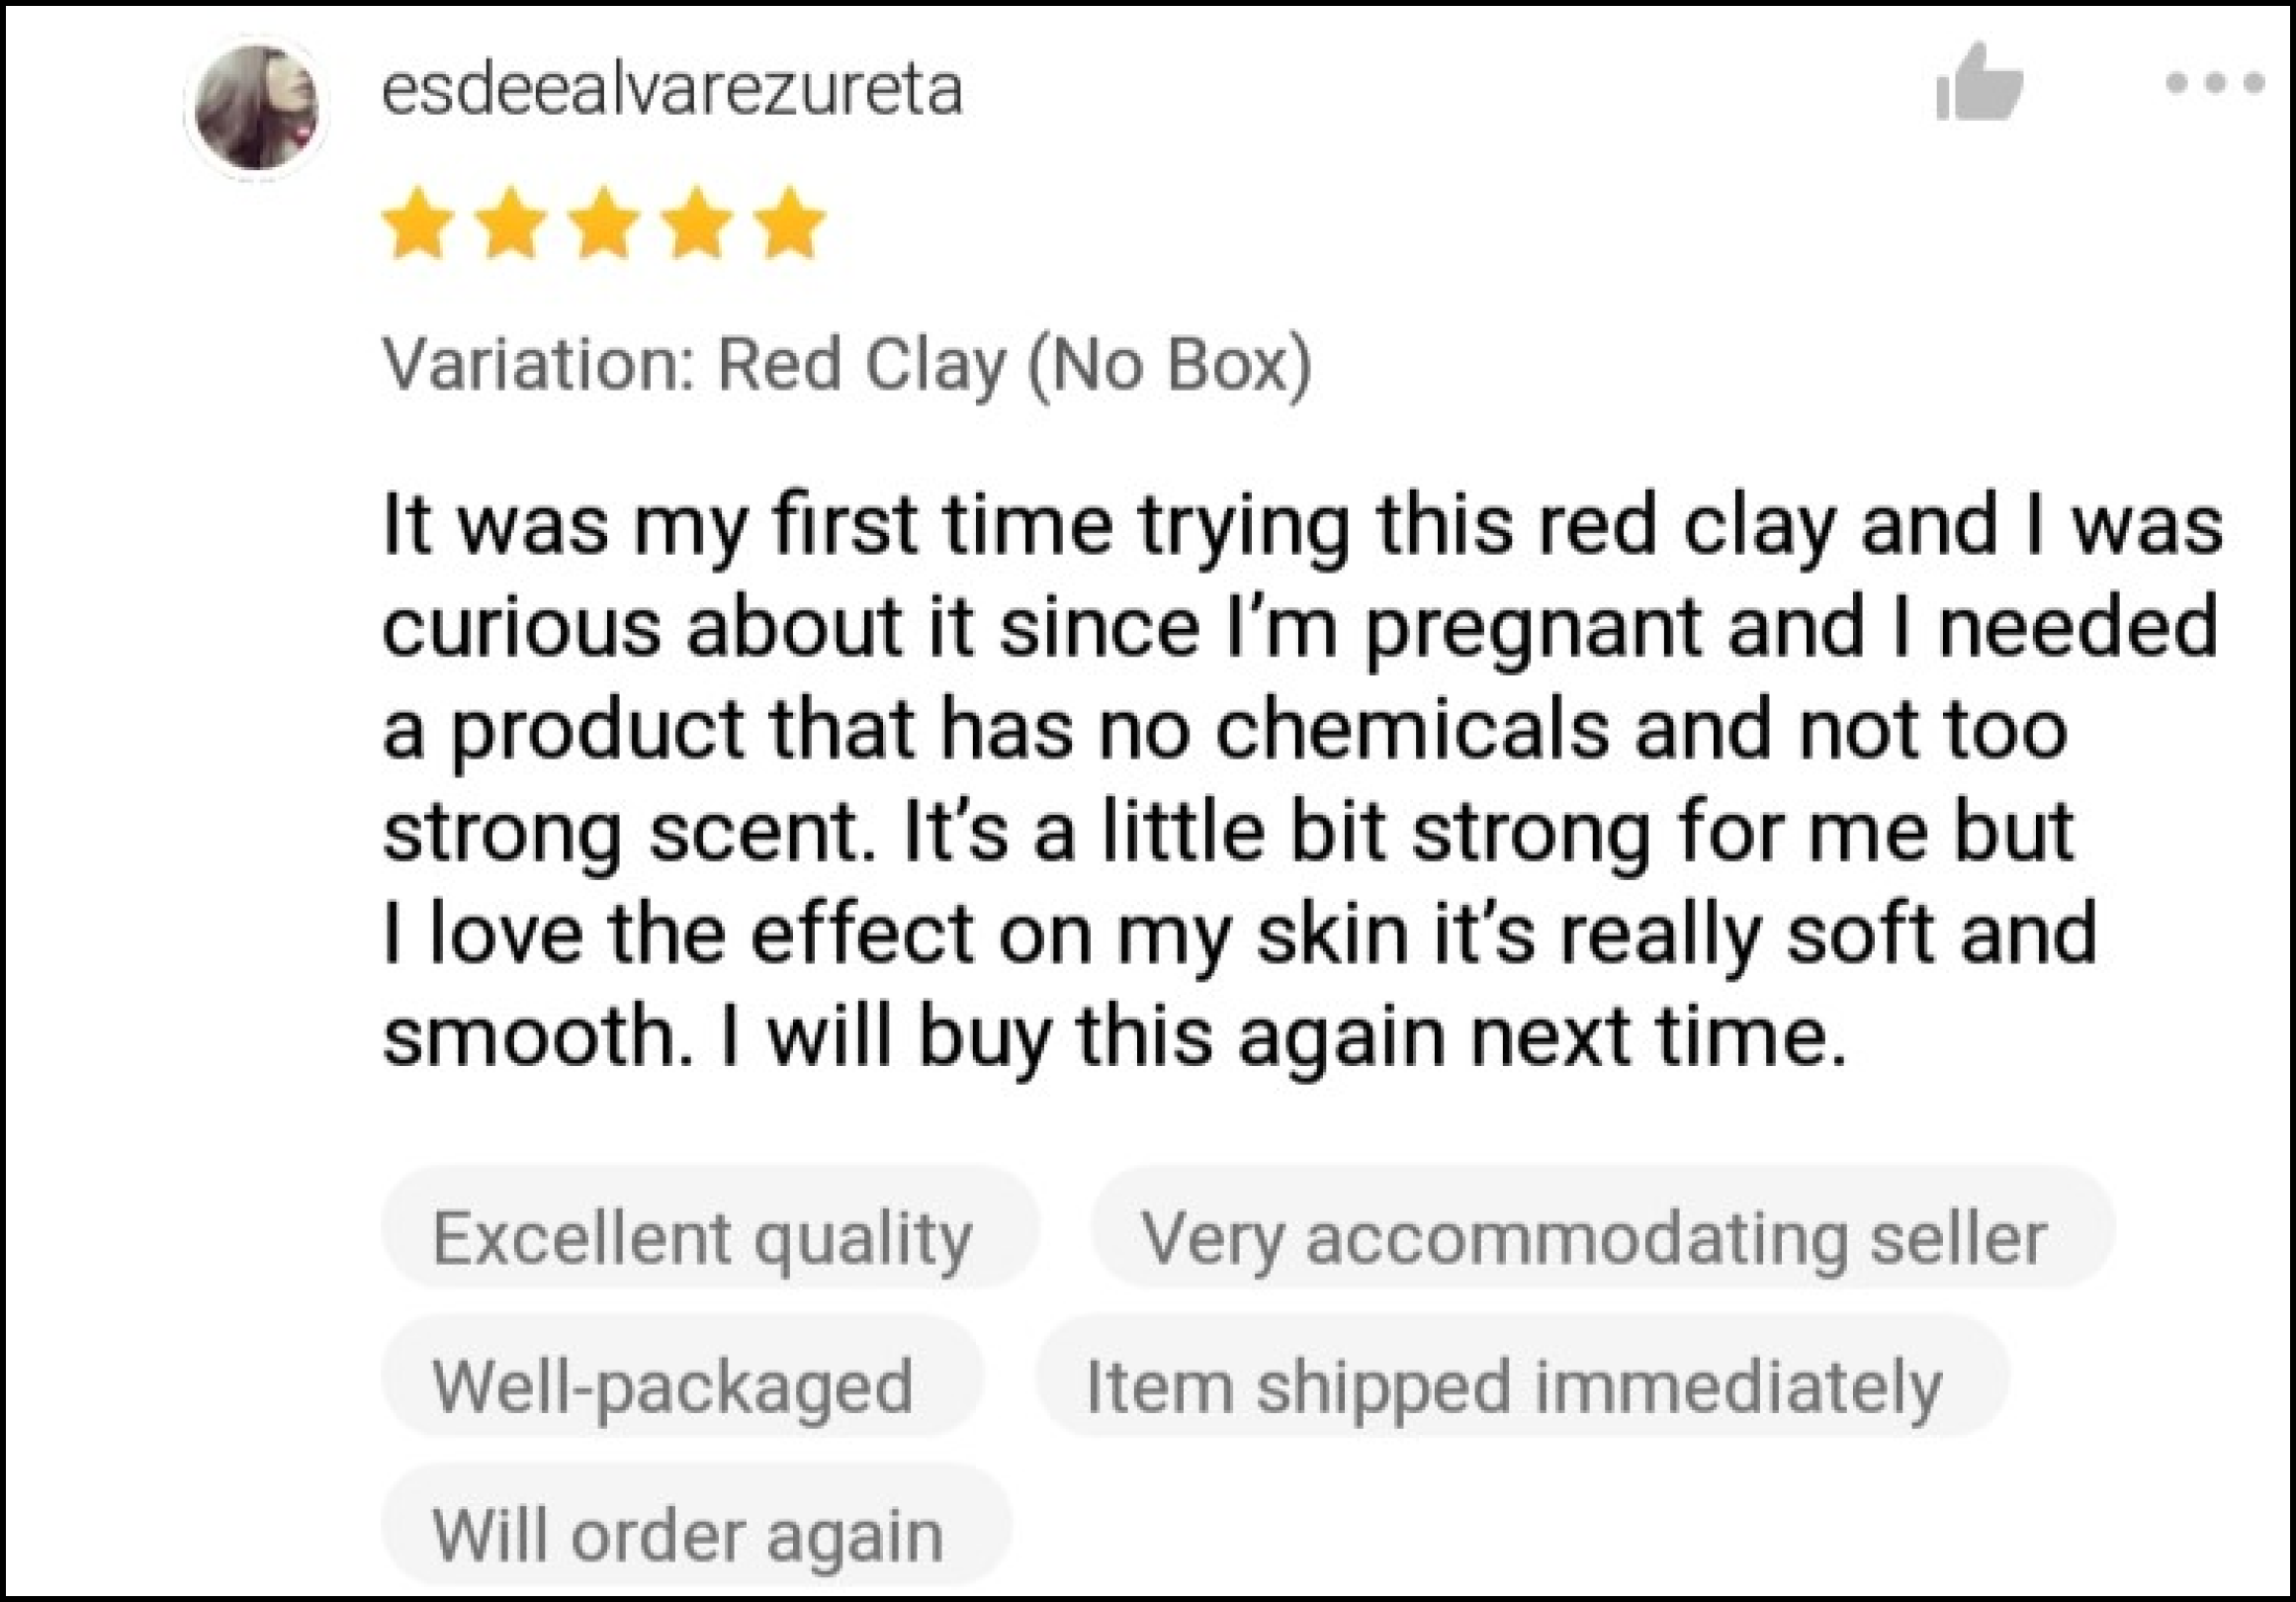 esdeealvarezureta
Variation: Red Clay (No Box)
It was my first time trying this red clay and I was
curious about it since I’m pregnant and I needed
a product that has no chemicals and not too
strong scent. It’s a little bit strong for me but
I love the effect on my skin it’s really soft and
smooth. I will buy this again next time.
Excellent quality
Very accommodating seller
Well-packaged
Item shipped immediately
Will order again